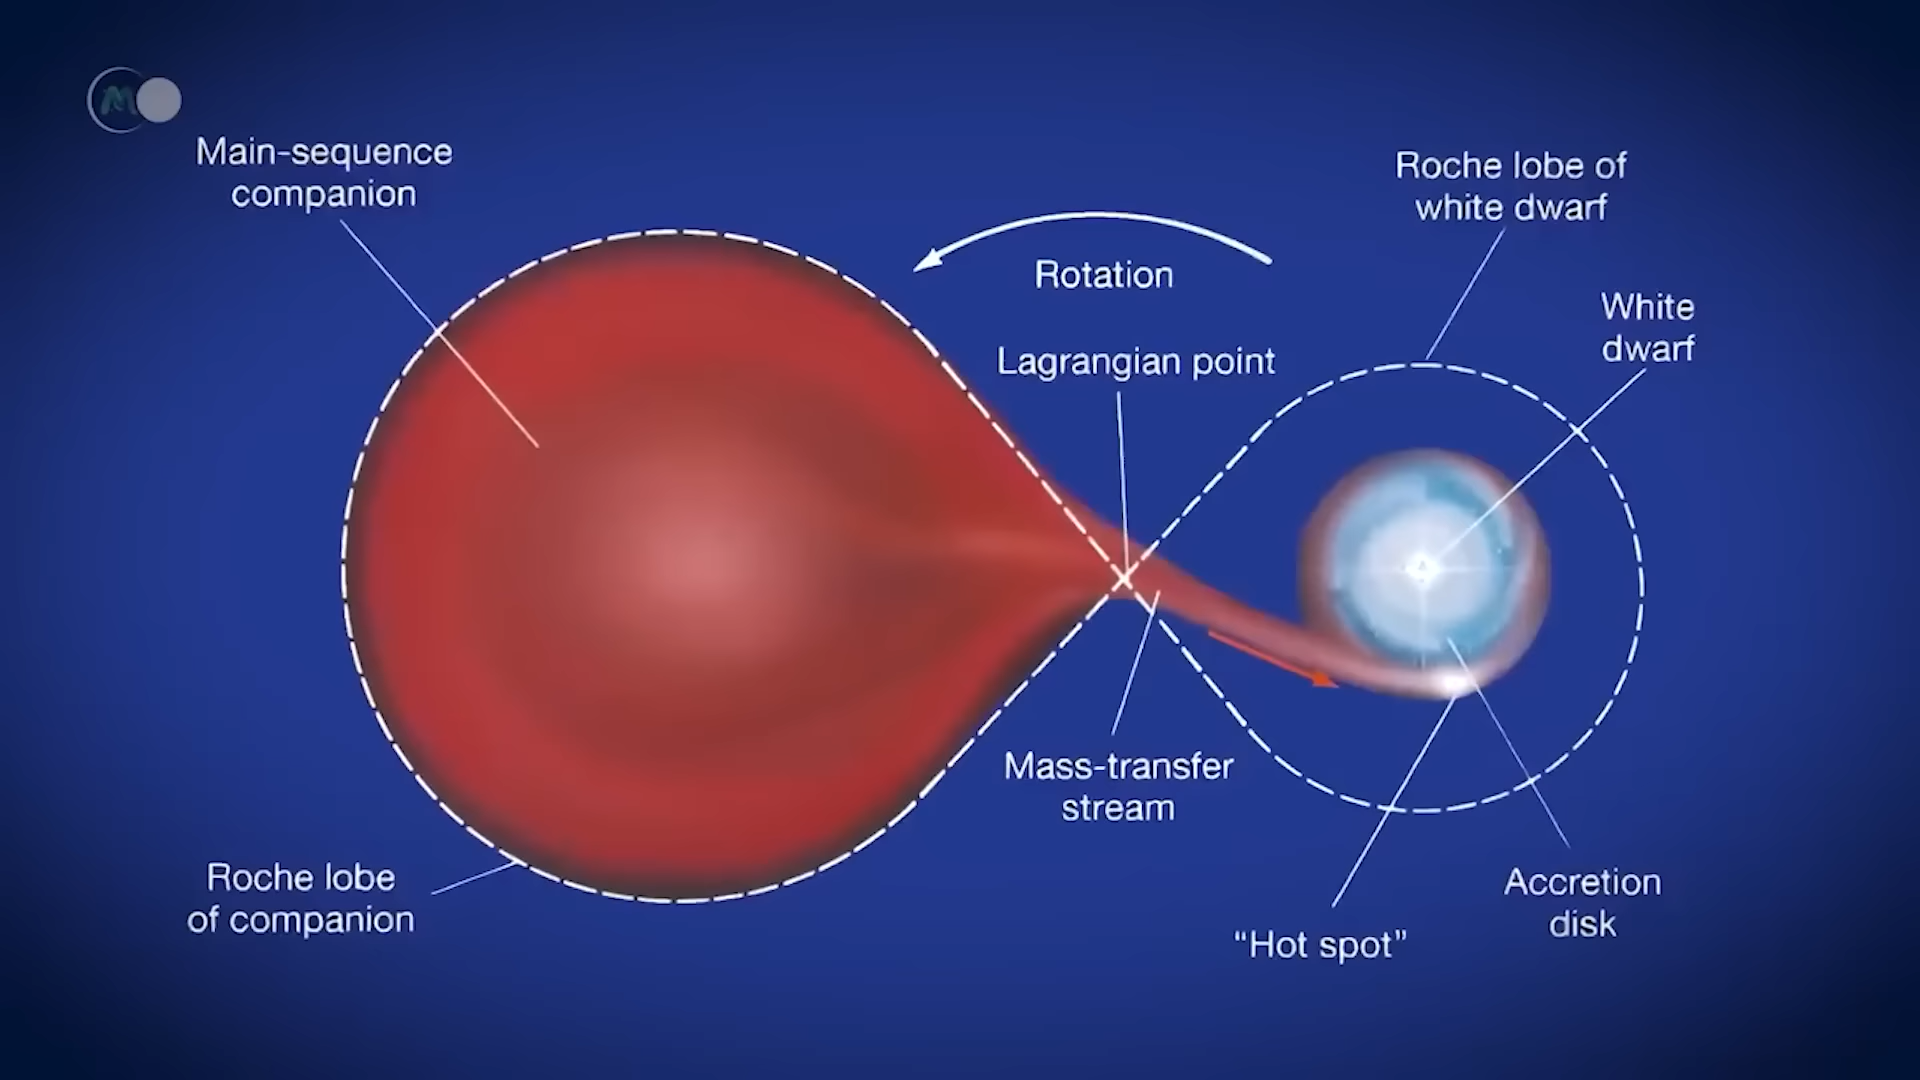 M
Main-sequence
companion
Roche lobe of
white dwarf
Rotation
White
dwarf
Lagrangian point
Mass-transfer
stream
Roche lobe
of companion
Accretion
disk
“Hot spot”